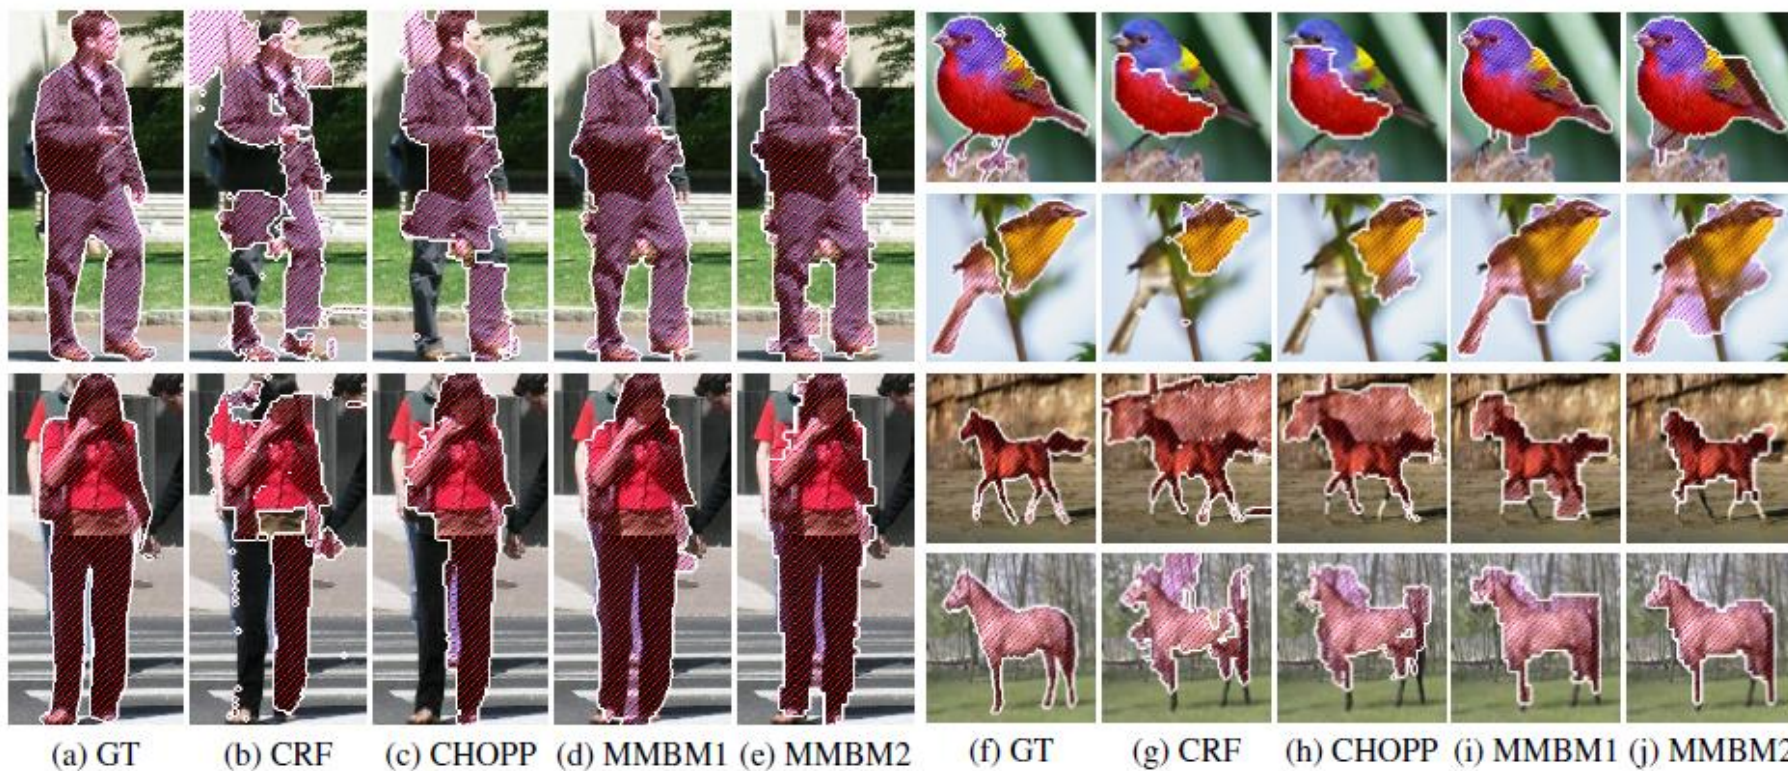 (a) GT (b) CRF (c) CHOPP (d) MMBM1 (e) MMBM2 (f) GT (g) CRF (h) CHOPP (i) MMBM1 (j) MMBM2